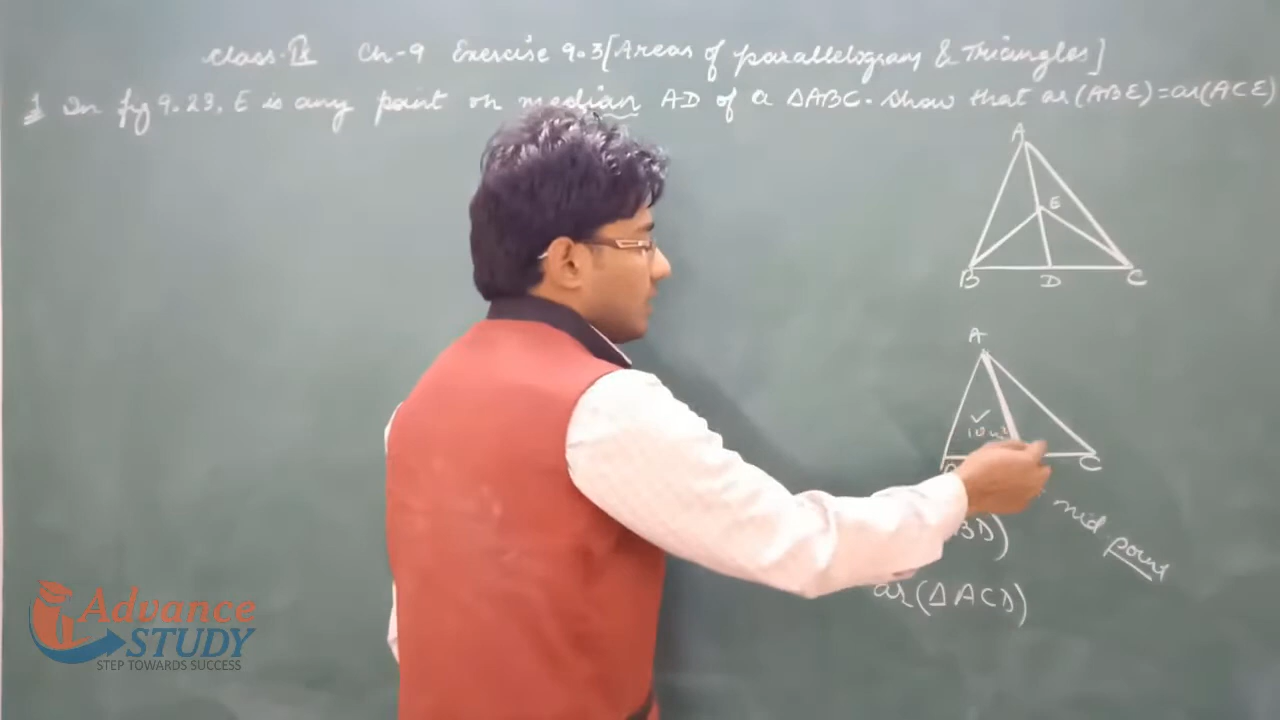 Class-IX Ch-9 Exercise 9.3[Areas of parallelogram & Triangles]
1 In fig 9.23, E is any point on median AD of a ΔABC. Show that ar(ABE)=ar(ACE)
A
E
B D C
A
✓
10
C
mid point
BD)
ar(ΔACD)
Advance
STUDY
STEP TOWARDS SUCCESS